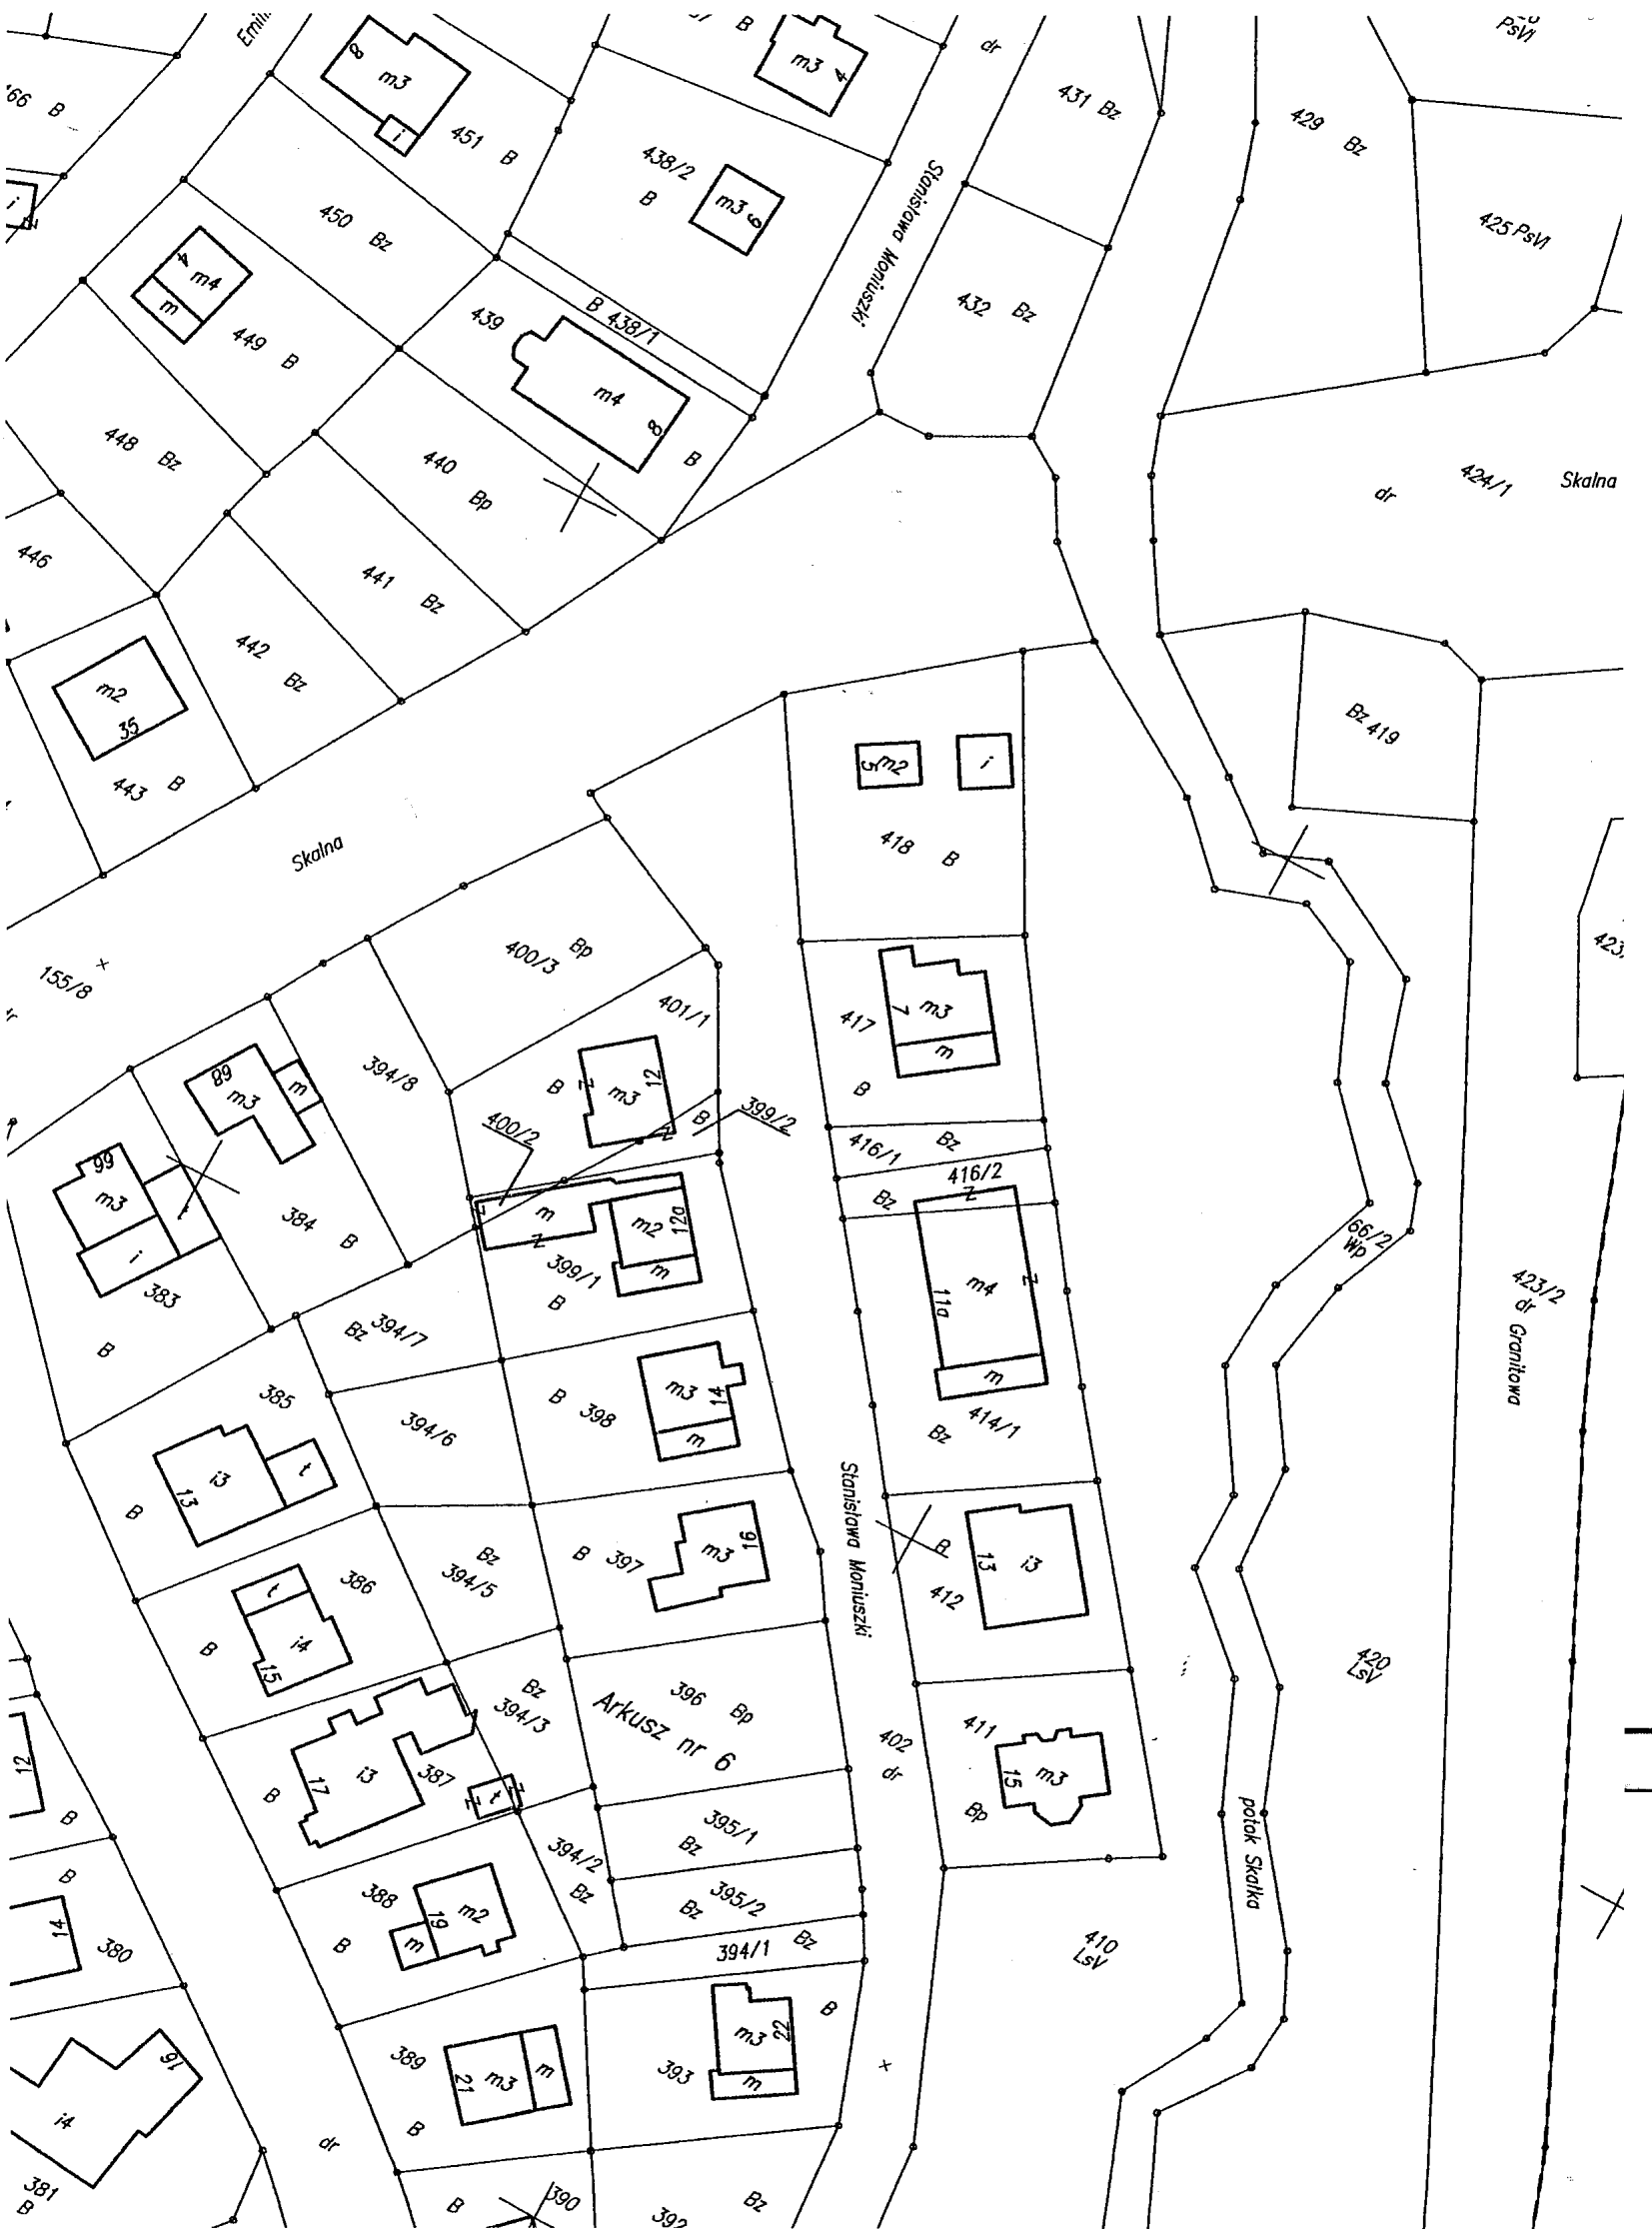 B
dr
PsVI
8
m3
i
m3
4
166 B
451 B
431 Bz
429 Bz
438/2
B
m3
6
450 Bz
425 PsVI
Stanisława Moniuszki
i
4
m4
m
449 B
439
B 438/1
432 Bz
m4
8
B
448 Bz
440
Bp
424/1
Skalna
dr
446
441
Bz
442
Bz
m2
35
443 B
Bz 419
5
m2
i
418 B
Skalna
155/8
400/3 Bp
401/1
417
7
m3
m
B
423
89
m3
m
394/8
B
z
m3
12
z
B
399/2
400/2
416/1
Bz
416/2
Bz
z
99
m3
i
383
B
384
B
m
z
m2
12a
m
399/1
B
m4
z
11a
m
66/2
Wp
423/2
dr
Granitowa
Bz 394/7
385
394/6
B 398
m3
14
m
414/1
Bz
i3
t
13
B
Stanisława Moniuszki
B
13
i3
412
386
Bz
394/5
B 397
m3
16
t
i4
15
B
420
LsV
Bz
394/3
396
Bp
Arkusz nr 6
402
dr
411
15
m3
Bp
i3
17
387
B
z
t
z
12
B
395/1
Bz
394/2
Bz
potok Skałka
388
19
m2
m
B
395/2
Bz
B
14
380
394/1
Bz
410
LsV
m3
22
B
393
m
389
21
m3
m
B
16
i4
dr
381
B
B
390
392
Bz